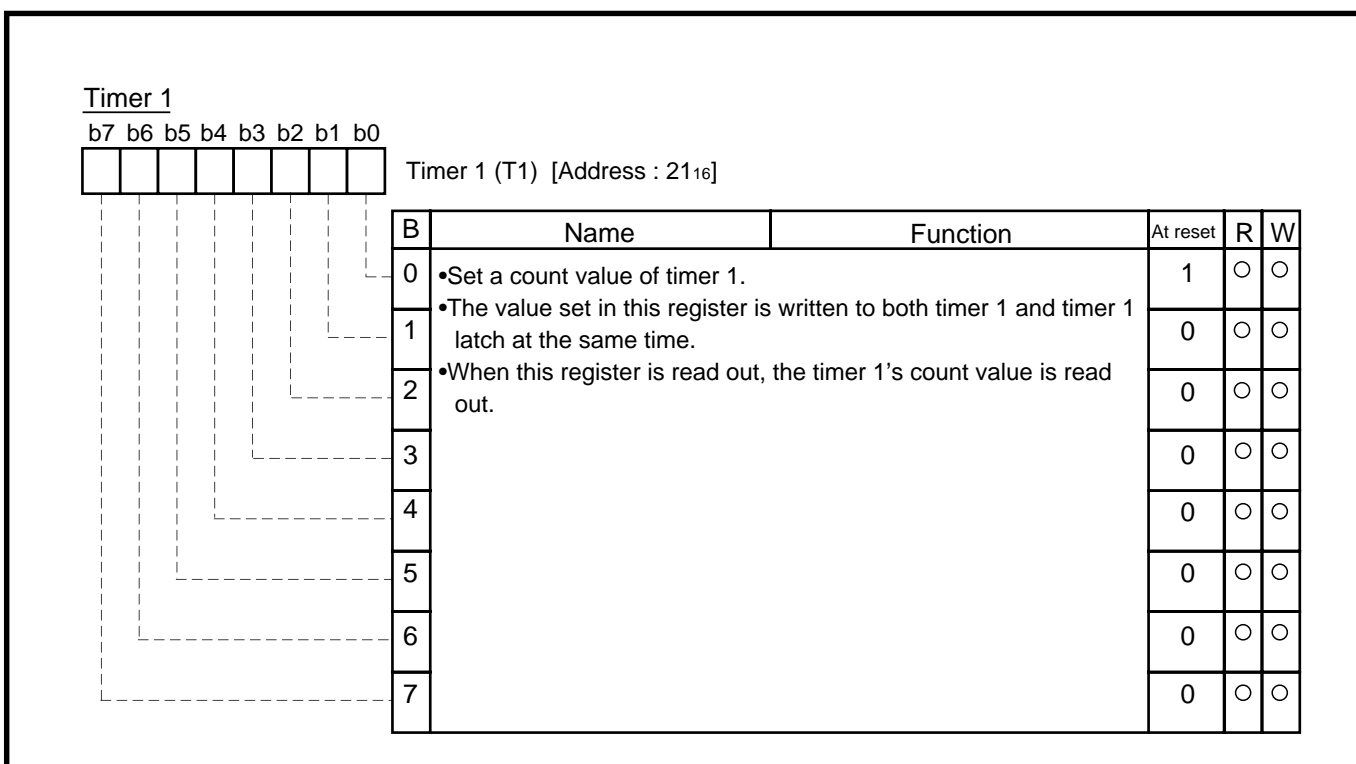 Timer 1
b7 b6 b5 b4 b3 b2 b1 b0
Timer 1 (T1) [Address : 21₁₆]
B Name Function At reset R W
0 •Set a count value of timer 1. 1 ○ ○
•The value set in this register is written to both timer 1 and timer 1
1 latch at the same time. 0 ○ ○
•When this register is read out, the timer 1’s count value is read
2 out. 0 ○ ○
3 0 ○ ○
4 0 ○ ○
5 0 ○ ○
6 0 ○ ○
7 0 ○ ○